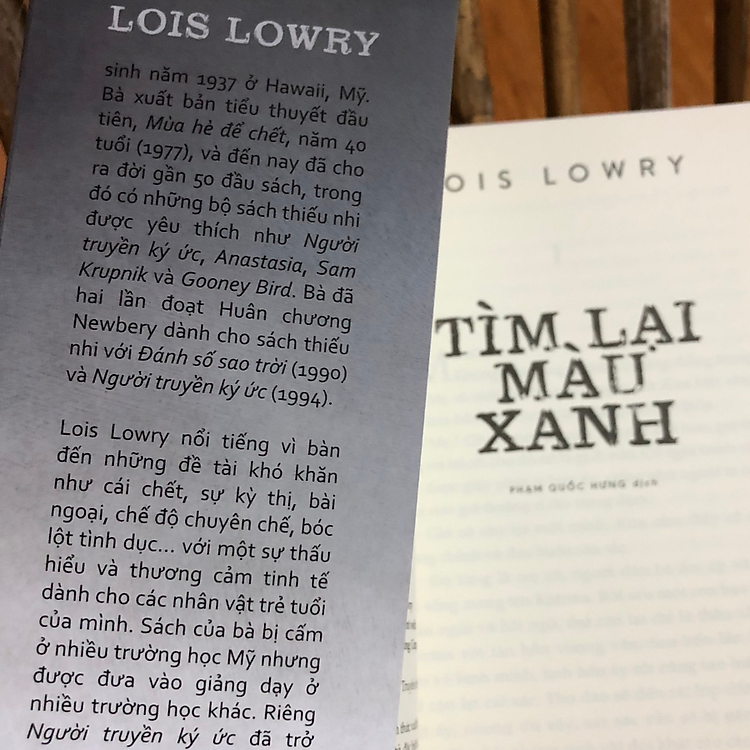 LOIS LOWRY
sinh năm 1937 ở Hawaii, Mỹ.
Bà xuất bản tiểu thuyết đầu
tiên, Mùa hè để chết, năm 40
tuổi (1977), và đến nay đã cho
ra đời gần 50 đầu sách, trong
đó có những bộ sách thiếu nhi
được yêu thích như Người
truyền ký ức, Anastasia, Sam
Krupnik và Gooney Bird. Bà đã
hai lần đoạt Huân chương
Newbery dành cho sách thiếu
nhi với Đánh số sao trời (1990)
và Người truyền ký ức (1994).
Lois Lowry nổi tiếng vì bàn
đến những đề tài khó khăn
như cái chết, sự kỳ thị, bài
ngoại, chế độ chuyên chế, bóc
lột tình dục... với một sự thấu
hiểu và thương cảm tinh tế
dành cho các nhân vật trẻ tuổi
của mình. Sách của bà bị cấm
ở nhiều trường học Mỹ nhưng
được đưa vào giảng dạy ở
nhiều trường học khác. Riêng
Người truyền ký ức đã trở
OIS LOWRY
TÌM LẠI
MÀU
XANH
PHẠM QUỐC HƯNG dịch